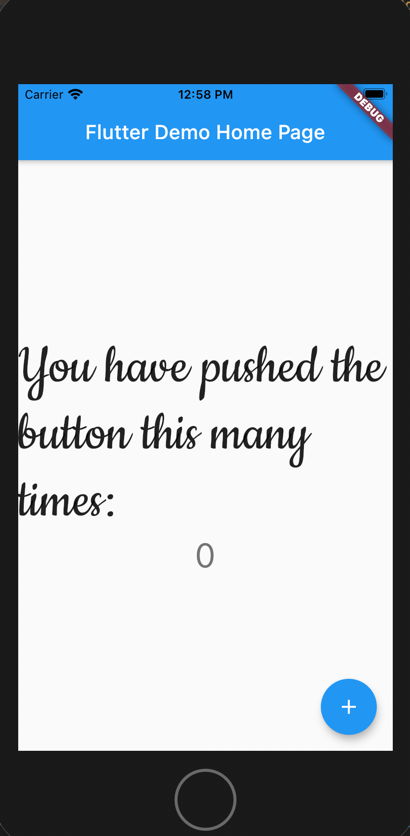 Carrier 12:58 PM
DEBUG
Flutter Demo Home Page
You have pushed the
button this many
times:
0
+